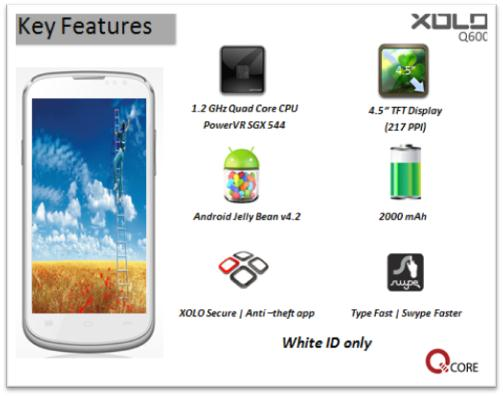 Key Features
XOLO
Q600
1.2 GHz Quad Core CPU
PowerVR SGX 544
4.5"
4.5" TFT Display
(217 PPI)
Android Jelly Bean v4.2
2000 mAh
XOLO Secure | Anti –theft app
swype
Type Fast | Swype Faster
White ID only
Q CORE